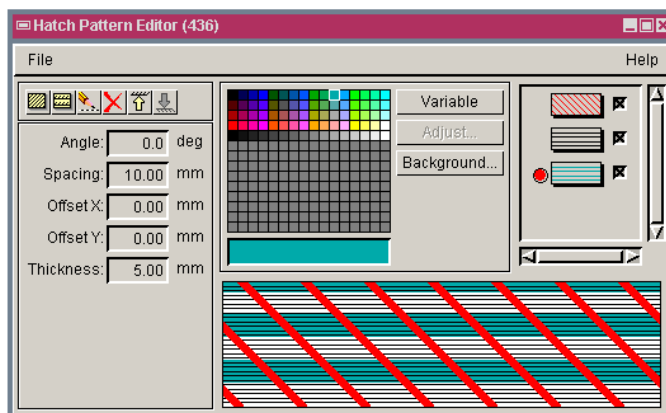 Hatch Pattern Editor (436)
File Help
Angle: 0.0 deg
Spacing: 10.00 mm
Offset X: 0.00 mm
Offset Y: 0.00 mm
Thickness: 5.00 mm
Variable
Adjust...
Background...